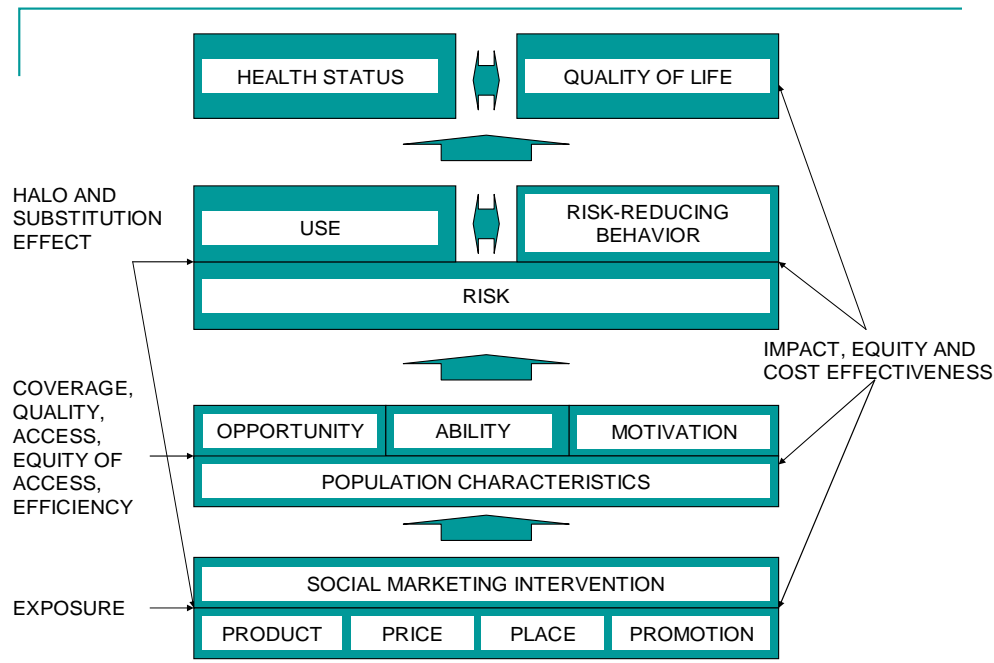 HEALTH STATUS
QUALITY OF LIFE
HALO AND
SUBSTITUTION
EFFECT
USE
RISK-REDUCING
BEHAVIOR
RISK
IMPACT, EQUITY AND
COST EFFECTIVENESS
COVERAGE,
QUALITY,
ACCESS,
EQUITY OF
ACCESS,
EFFICIENCY
OPPORTUNITY
ABILITY
MOTIVATION
POPULATION CHARACTERISTICS
SOCIAL MARKETING INTERVENTION
EXPOSURE
PRODUCT
PRICE
PLACE
PROMOTION